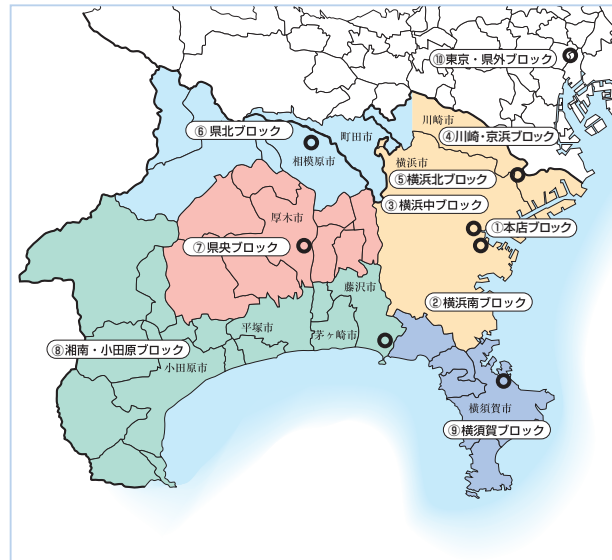 ⑩東京・県外ブロック
川崎市
④川崎・京浜ブロック
⑥県北ブロック
町田市
相模原市
横浜市
⑤横浜北ブロック
③横浜中ブロック
厚木市
①本店ブロック
⑦県央ブロック
藤沢市
②横浜南ブロック
平塚市
茅ヶ崎市
⑧湘南・小田原ブロック
小田原市
横須賀市
⑨横須賀ブロック